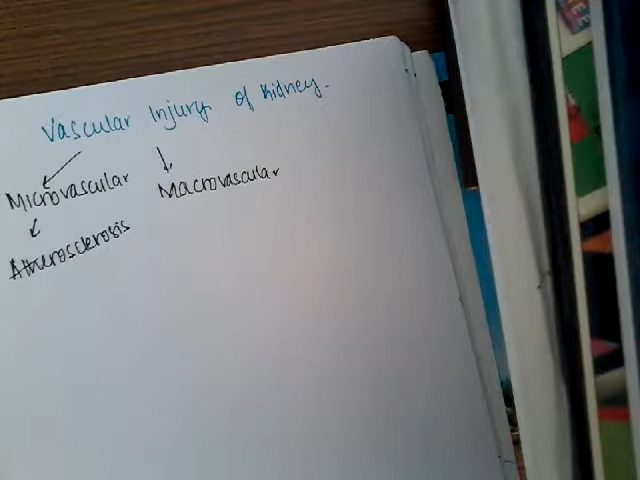 Vascular Injury of Kidney.
Microvascular Macrovascular
Atherosclerosis